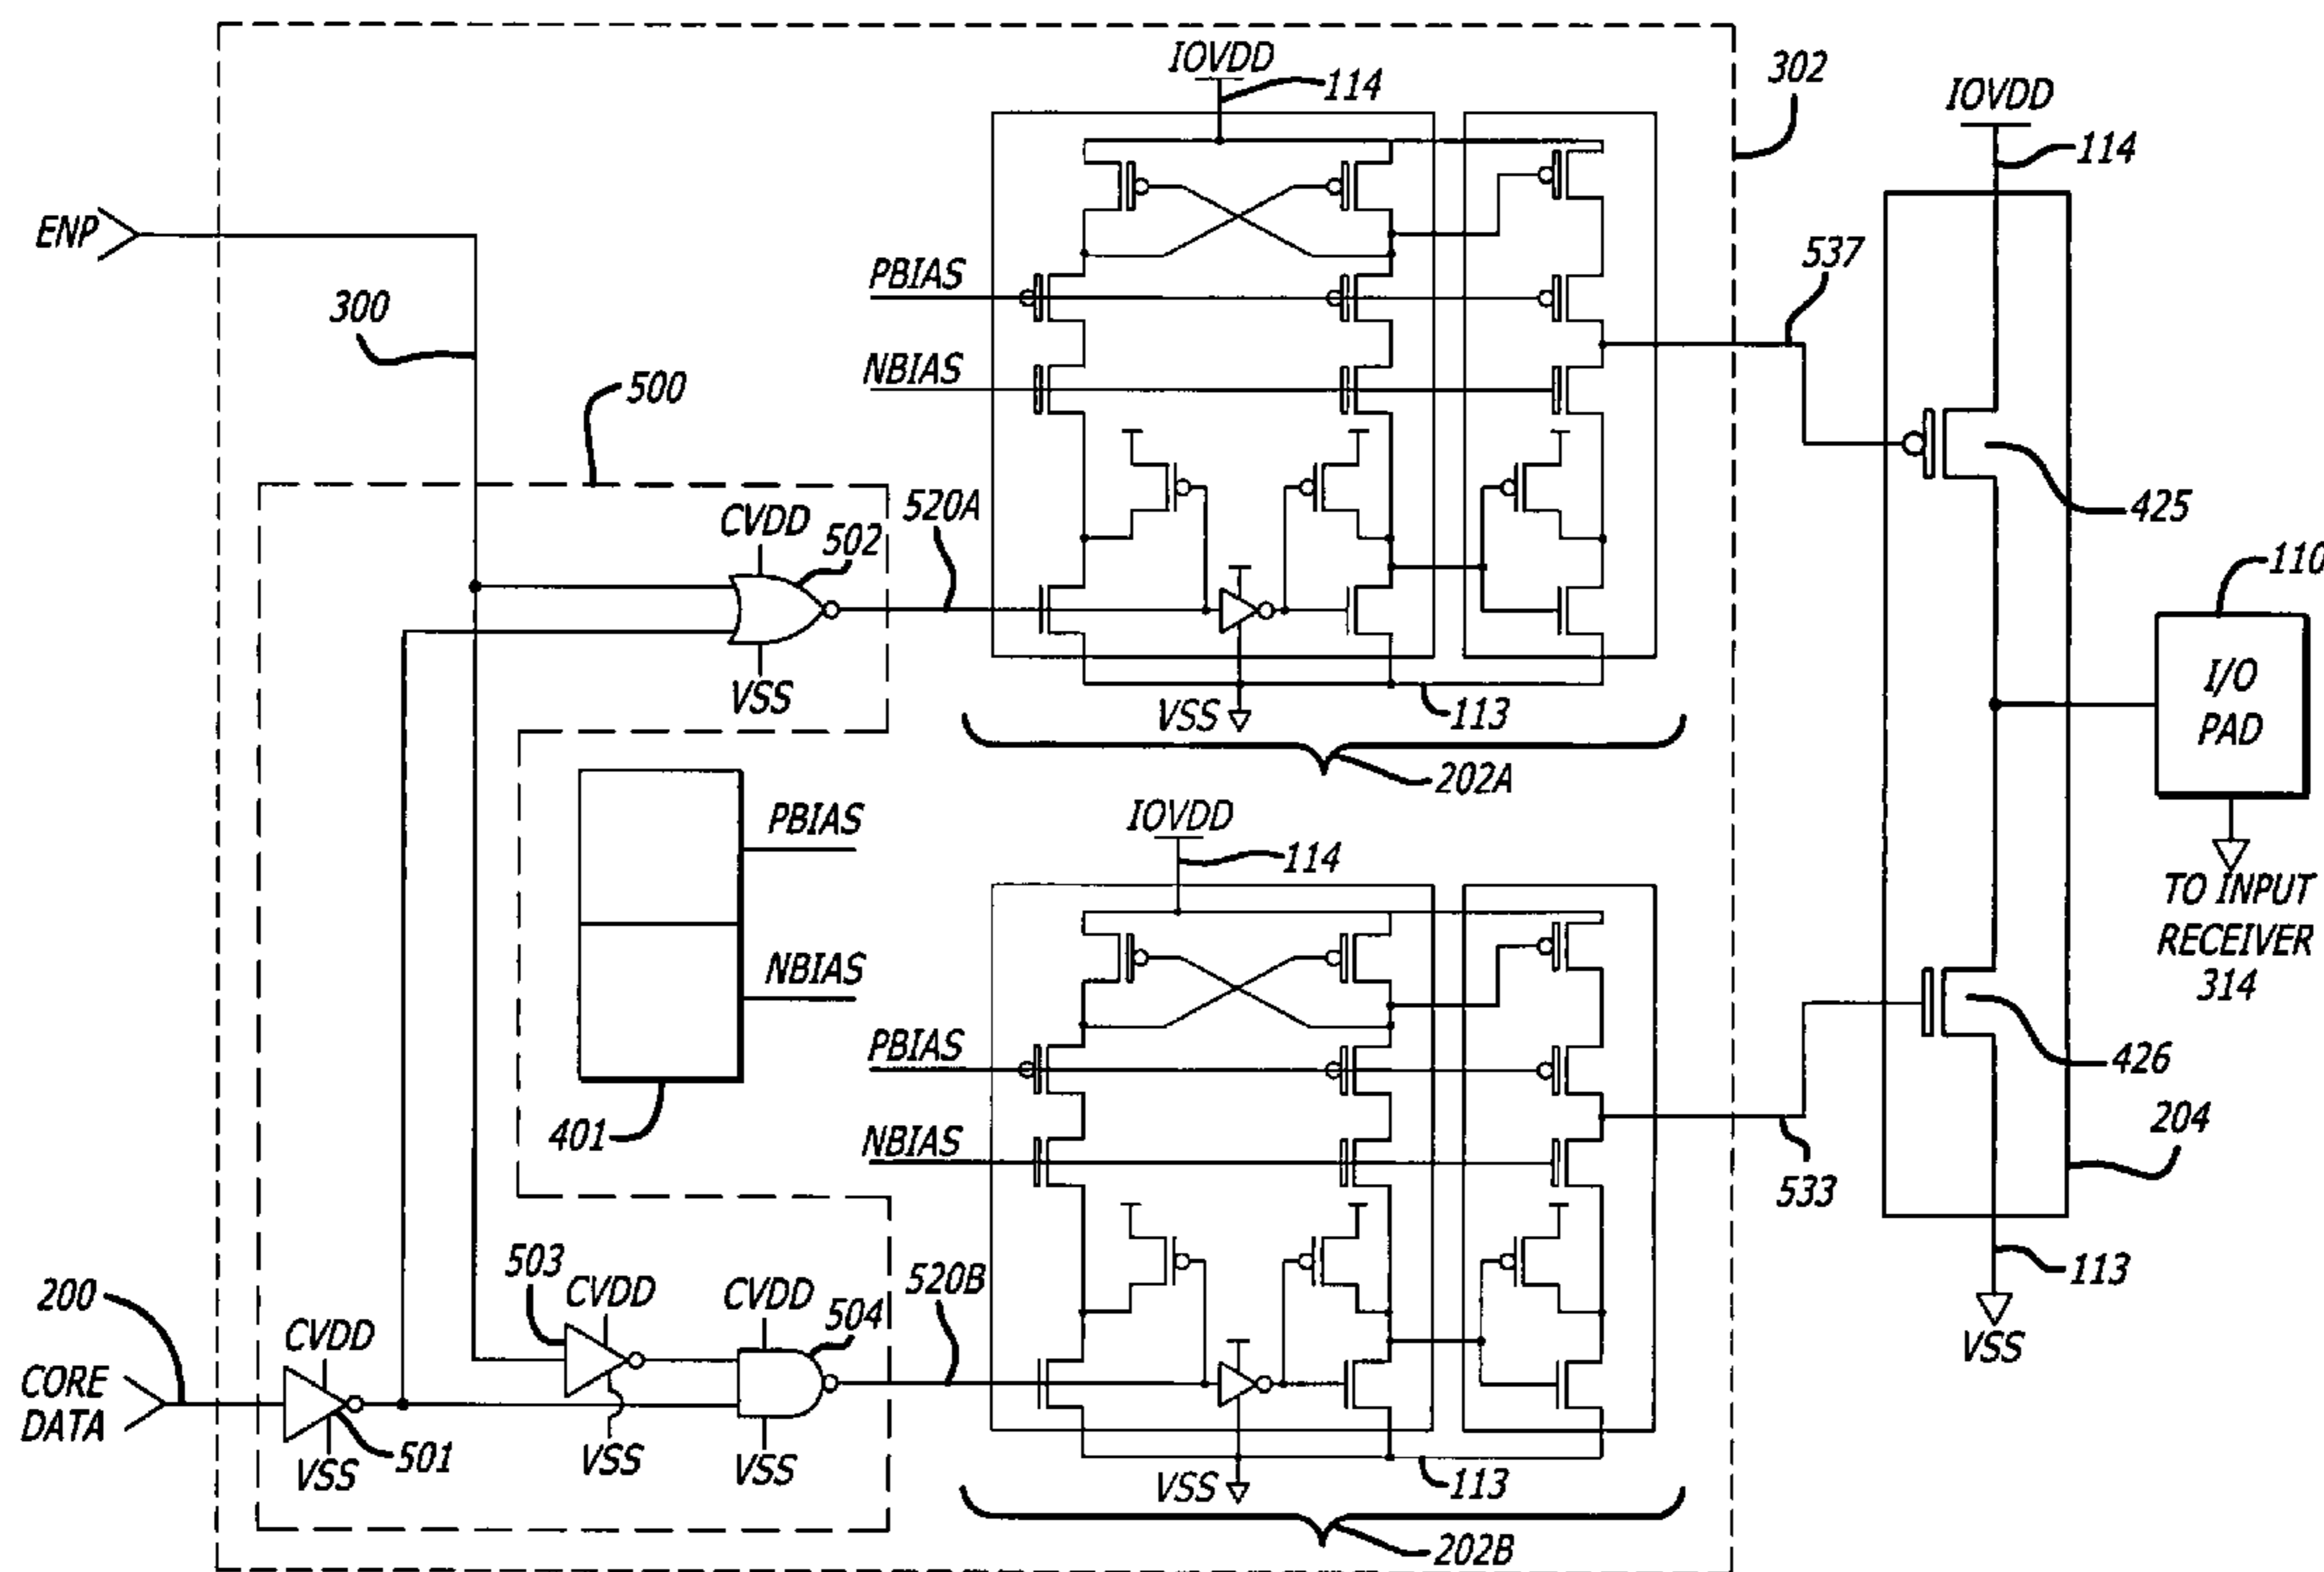 IOVDD
114
302
IOVDD
114
ENP
300
500
PBIAS
NBIAS
537
CVDD
502
520A
VSS
425
110
I/O
PAD
VSS
113
202A
PBIAS
NBIAS
401
IOVDD
114
TO INPUT
RECEIVER
314
PBIAS
NBIAS
426
204
533
113
VSS
200
CORE
DATA
CVDD
501
VSS
503
CVDD
VSS
CVDD
504
VSS
520B
VSS
113
202B